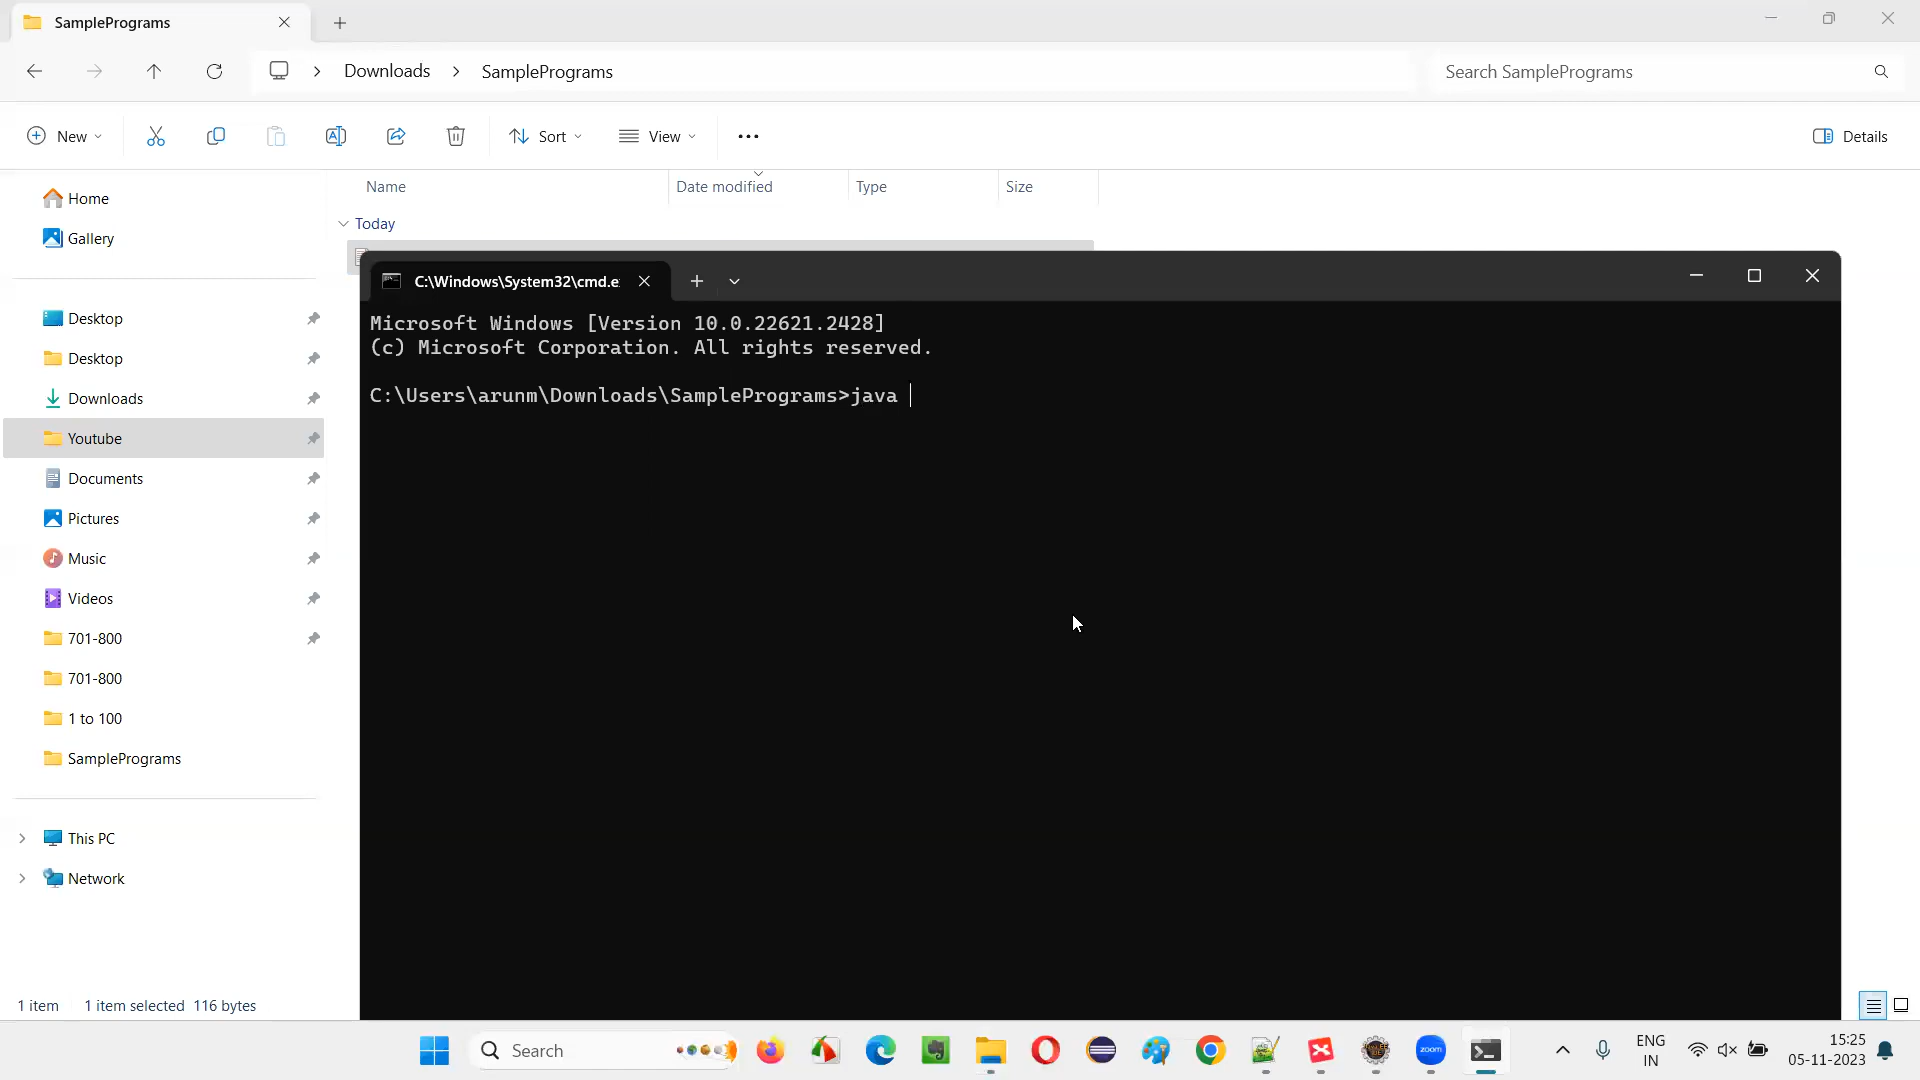 SamplePrograms
Downloads > SamplePrograms
Search SamplePrograms
New
Sort
View
Details
Name
Date modified
Type
Size
Today
Home
Gallery
Desktop
Desktop
Downloads
Youtube
Documents
Pictures
Music
Videos
701-800
701-800
1 to 100
SamplePrograms
This PC
Network
C:\Windows\System32\cmd.e
Microsoft Windows [Version 10.0.22621.2428]
(c) Microsoft Corporation. All rights reserved.
C:\Users\arunm\Downloads\SamplePrograms>java
1 item
1 item selected 116 bytes
Search
zoom
ENG
IN
15:25
05-11-2023